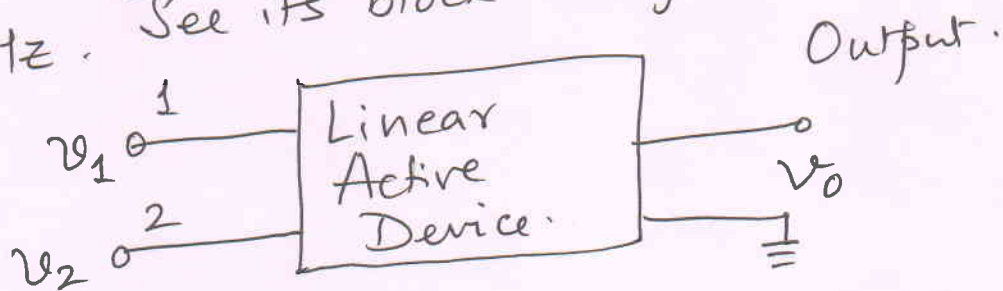 Hz. See its block
Output.
1
v1
Linear
Active
Device.
v0
2
v2